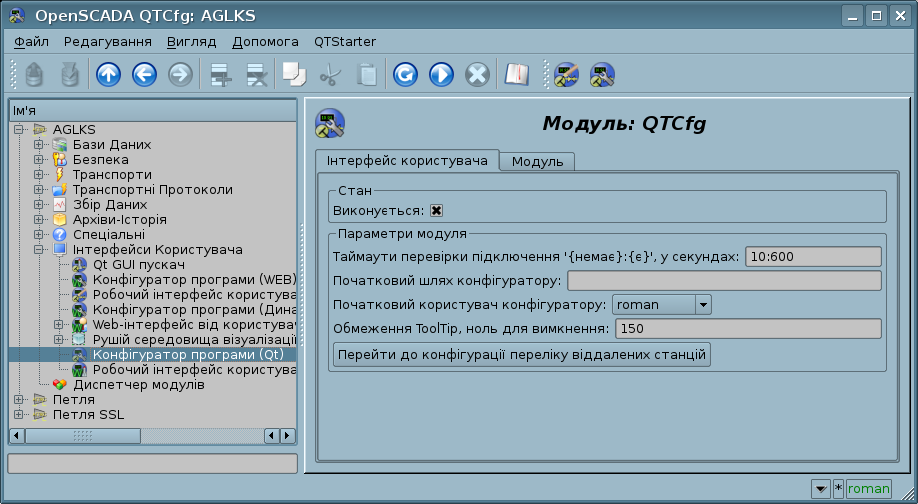 OpenSCADA QTCfg: AGLKS
Файл Редагування Вигляд Допомога QTStarter
Ім'я
AGLKS
Бази Даних
Безпека
Транспорти
Транспортні Протоколи
Збір Даних
Архіви-Історія
Спеціальні
Інтерфейси Користувача
Qt GUI пускач
Конфігуратор програми (WEB)
Робочий інтерфейс користува
Конфігуратор програми (Дина
Web-інтерфейс від користува
Рушій середовища візуалізаці
Конфігуратор програми (Qt)
Робочий інтерфейс користува
Диспетчер модулів
Петля
Петля SSL
Модуль: QTCfg
Інтерфейс користувача Модуль
Стан
Виконується:
Параметри модуля
Таймаути перевірки підключення '{немає}:{є}', у секундах: 10:600
Початковий шлях конфігуратору:
Початковий користувач конфігуратору: roman
Обмеження ToolTip, ноль для вимкнення: 150
Перейти до конфігурації переліку віддалених станцій
* roman